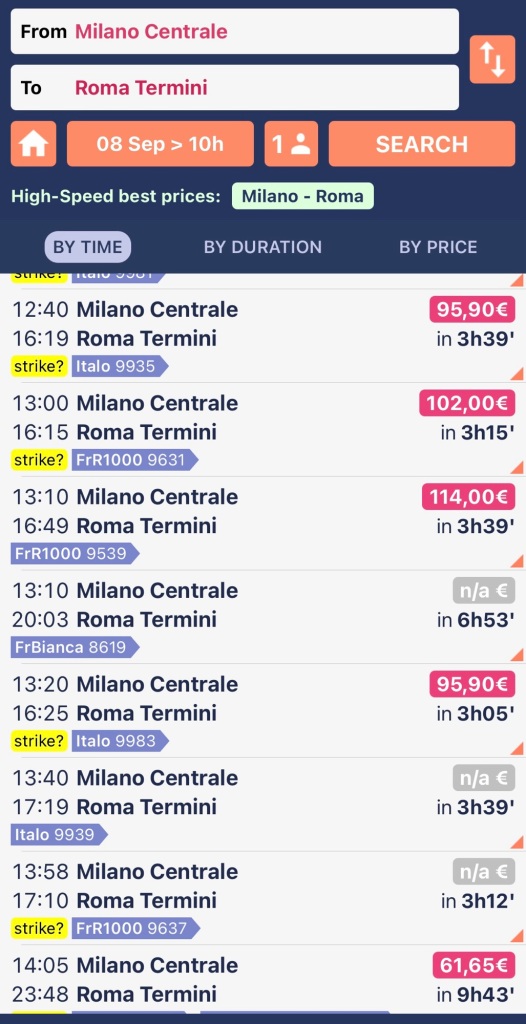 From Milano Centrale
To Roma Termini
08 Sep > 10h 1 SEARCH
High-Speed best prices: Milano - Roma
BY TIME BY DURATION BY PRICE
strike? Italo 9981
12:40 Milano Centrale 95,90€
16:19 Roma Termini in 3h39'
strike? Italo 9935
13:00 Milano Centrale 102,00€
16:15 Roma Termini in 3h15'
strike? FrR1000 9631
13:10 Milano Centrale 114,00€
16:49 Roma Termini in 3h39'
FrR1000 9539
13:10 Milano Centrale n/a €
20:03 Roma Termini in 6h53'
FrBianca 8619
13:20 Milano Centrale 95,90€
16:25 Roma Termini in 3h05'
strike? Italo 9983
13:40 Milano Centrale n/a €
17:19 Roma Termini in 3h39'
Italo 9939
13:58 Milano Centrale n/a €
17:10 Roma Termini in 3h12'
strike? FrR1000 9637
14:05 Milano Centrale 61,65€
23:48 Roma Termini in 9h43'